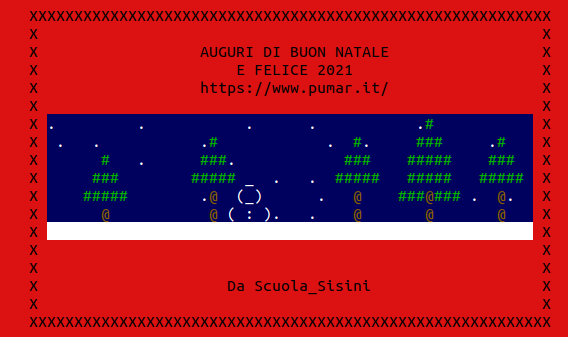 AUGURI DI BUON NATALE
E FELICE 2021
https://www.pumar.it/
Da Scuola_Sisini